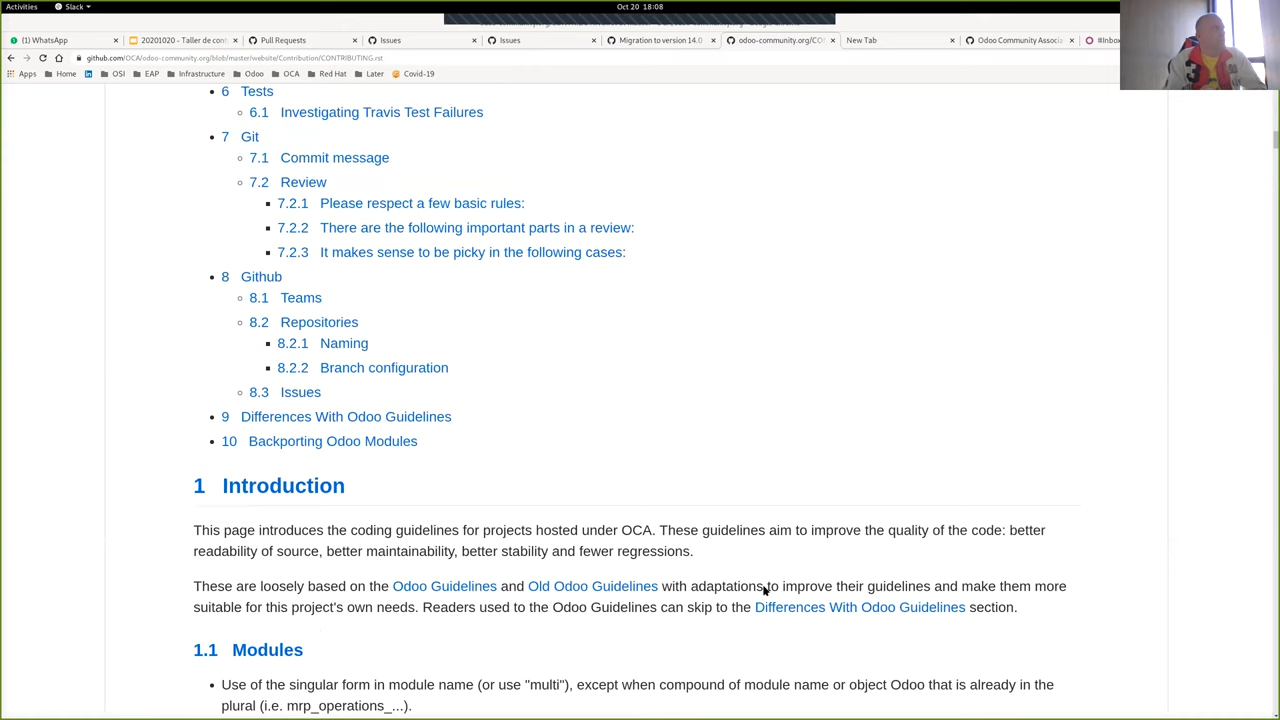 Activities Slack Oct 20 18:08
(1) WhatsApp 20201020 - Taller de con Pull Requests Issues Issues Migration to version 14.0 odoo-community.org/CO New Tab Odoo Community Associa #Inbox
github.com/OCA/odoo-community.org/blob/master/website/Contribution/CONTRIBUTING.rst
Apps Home OSI EAP Infrastructure Odoo OCA Red Hat Later Covid-19
6 Tests
6.1 Investigating Travis Test Failures
7 Git
7.1 Commit message
7.2 Review
7.2.1 Please respect a few basic rules:
7.2.2 There are the following important parts in a review:
7.2.3 It makes sense to be picky in the following cases:
8 Github
8.1 Teams
8.2 Repositories
8.2.1 Naming
8.2.2 Branch configuration
8.3 Issues
9 Differences With Odoo Guidelines
10 Backporting Odoo Modules
1 Introduction
This page introduces the coding guidelines for projects hosted under OCA. These guidelines aim to improve the quality of the code: better
readability of source, better maintainability, better stability and fewer regressions.
These are loosely based on the Odoo Guidelines and Old Odoo Guidelines with adaptations to improve their guidelines and make them more
suitable for this project's own needs. Readers used to the Odoo Guidelines can skip to the Differences With Odoo Guidelines section.
1.1 Modules
Use of the singular form in module name (or use "multi"), except when compound of module name or object Odoo that is already in the
plural (i.e. mrp_operations_...).